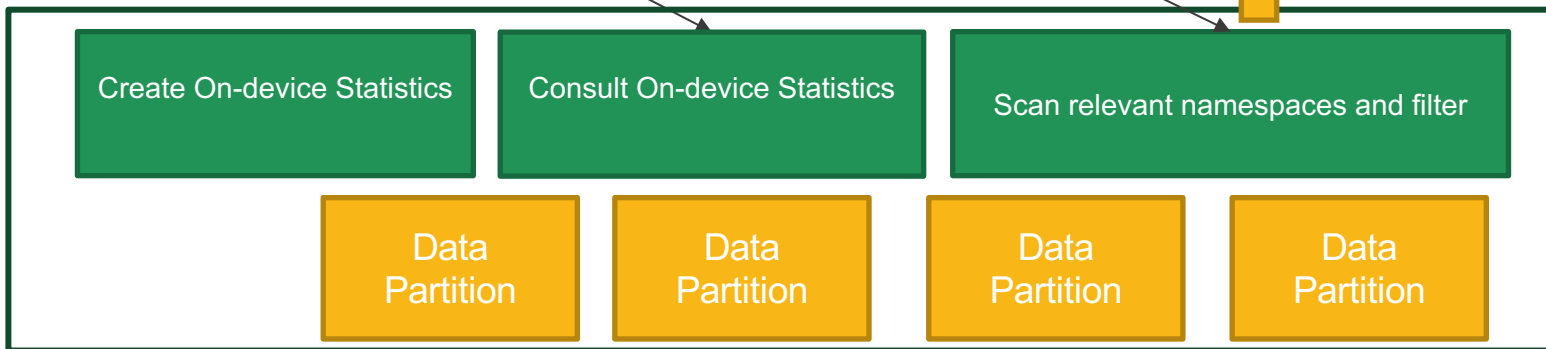 Create On-device Statistics
Consult On-device Statistics
Scan relevant namespaces and filter
Data
Partition
Data
Partition
Data
Partition
Data
Partition